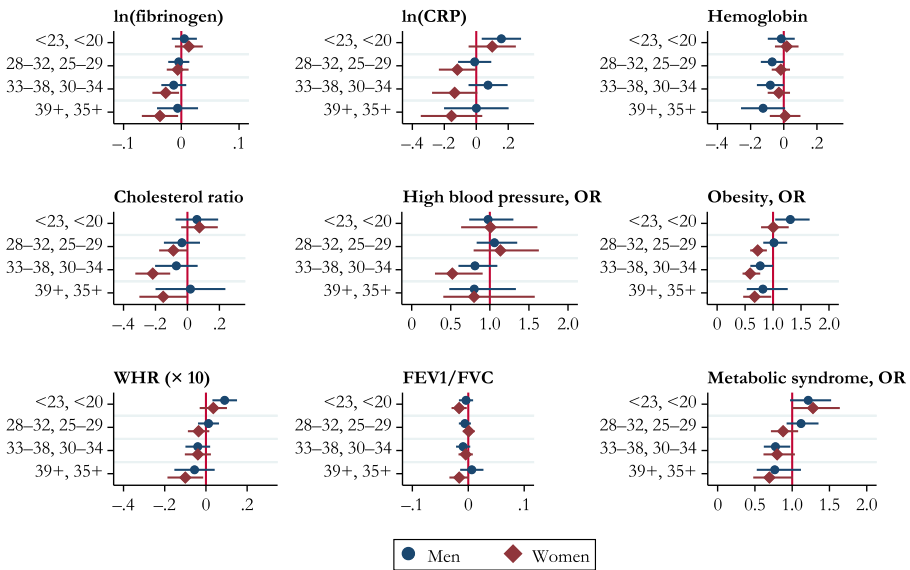 ln(fibrinogen)
<23, <20
28–32, 25–29
33–38, 30–34
39+, 35+
–.1 0 .1
ln(CRP)
<23, <20
28–32, 25–29
33–38, 30–34
39+, 35+
–.4 –.2 0 .2
Hemoglobin
<23, <20
28–32, 25–29
33–38, 30–34
39+, 35+
–.4 –.2 0 .2
Cholesterol ratio
<23, <20
28–32, 25–29
33–38, 30–34
39+, 35+
–.4 –.2 0 .2
High blood pressure, OR
<23, <20
28–32, 25–29
33–38, 30–34
39+, 35+
0 0.5 1.0 1.5 2.0
Obesity, OR
<23, <20
28–32, 25–29
33–38, 30–34
39+, 35+
0 0.5 1.0 1.5 2.0
WHR (× 10)
<23, <20
28–32, 25–29
33–38, 30–34
39+, 35+
–.4 –.2 0 .2
FEV1/FVC
<23, <20
28–32, 25–29
33–38, 30–34
39+, 35+
–0.1 0 0.1
Metabolic syndrome, OR
<23, <20
28–32, 25–29
33–38, 30–34
39+, 35+
0 0.5 1.0 1.5 2.0
Men Women